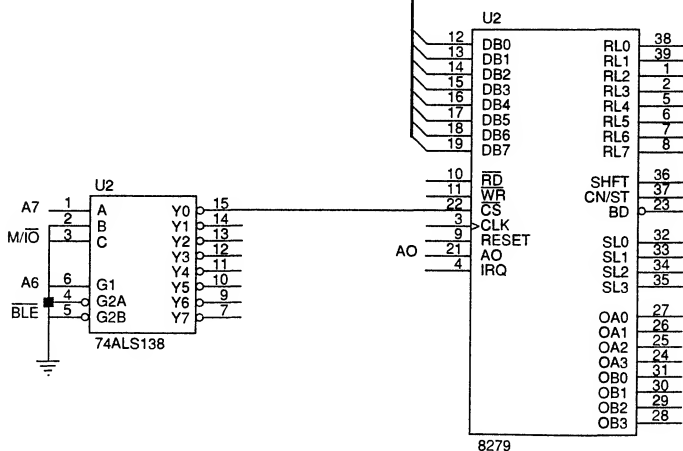 U2
12 DB0 RL0 38
13 DB1 RL1 39
14 DB2 RL2 1
15 DB3 RL3 2
16 DB4 RL4 5
17 DB5 RL5 6
18 DB6 RL6 7
19 DB7 RL7 8
10 RD SHFT 36
11 WR CN/ST 37
22 CS BD 23
3 CLK
9 RESET SL0 32
AO 21 AO SL1 33
4 IRQ SL2 34
SL3 35
OA0 27
OA1 26
OA2 25
OA3 24
OB0 31
OB1 30
OB2 29
OB3 28
8279
U2
A7 1 A Y0 15
2 B Y1 14
M/IO 3 C Y2 13
Y3 12
Y4 11
A6 6 G1 Y5 10
4 G2A Y6 9
BLE 5 G2B Y7 7
74ALS138